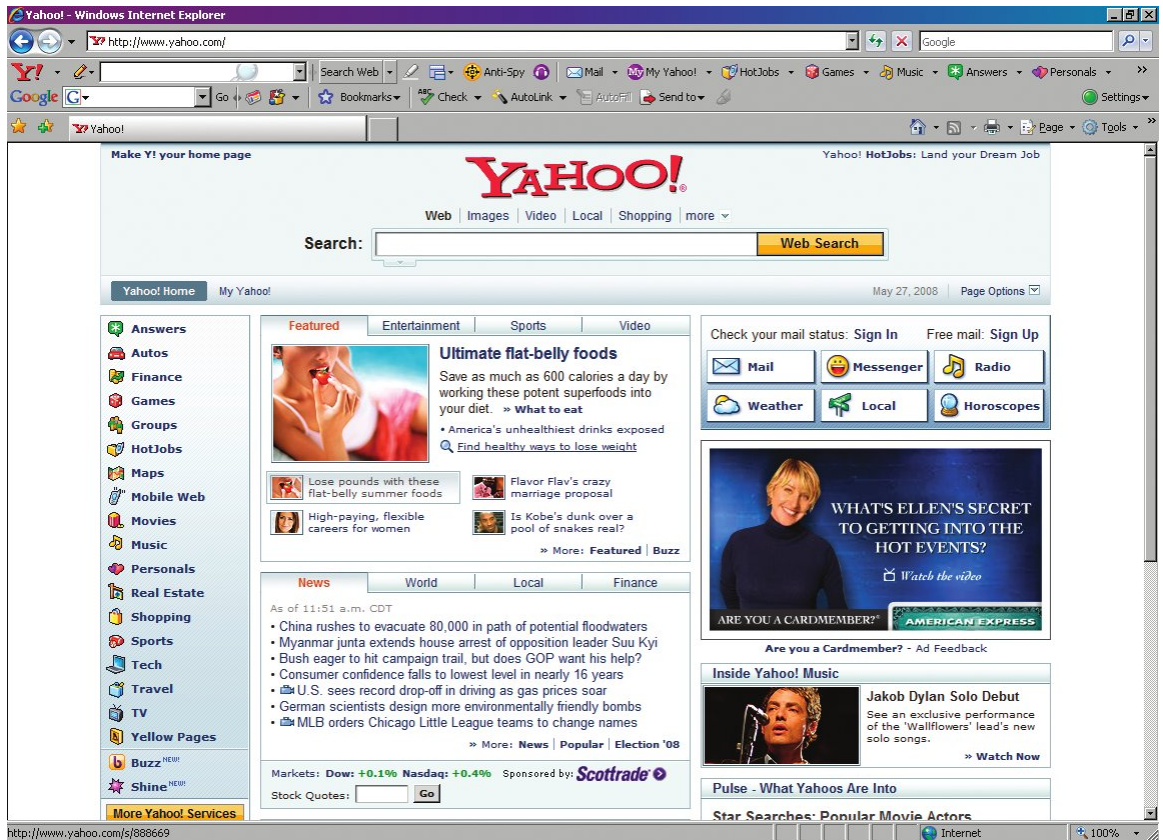 Yahoo! - Windows Internet Explorer
http://www.yahoo.com/
Google
Y!
Search Web
Anti-Spy
Mail
My Yahoo!
HotJobs
Games
Music
Answers
Personals
Google
G
Go
Bookmarks
Check
AutoLink
AutoFill
Send to
Settings
Yahoo!
Page
Tools
Make Y! your home page
YAHOO!
Yahoo! HotJobs: Land your Dream Job
Web | Images | Video | Local | Shopping | more
Search:
Web Search
Yahoo! Home
My Yahoo!
May 27, 2008
Page Options
Answers
Autos
Finance
Games
Groups
HotJobs
Maps
Mobile Web
Movies
Music
Personals
Real Estate
Shopping
Sports
Tech
Travel
TV
Yellow Pages
Buzz NEW!
Shine NEW!
More Yahoo! Services
Featured
Entertainment
Sports
Video
Ultimate flat-belly foods
Save as much as 600 calories a day by
working these potent superfoods into
your diet. » What to eat
• America's unhealthiest drinks exposed
Find healthy ways to lose weight
Lose pounds with these
flat-belly summer foods
Flavor Flav's crazy
marriage proposal
High-paying, flexible
careers for women
Is Kobe's dunk over a
pool of snakes real?
» More: Featured | Buzz
News
World
Local
Finance
As of 11:51 a.m. CDT
• China rushes to evacuate 80,000 in path of potential floodwaters
• Myanmar junta extends house arrest of opposition leader Suu Kyi
• Bush eager to hit campaign trail, but does GOP want his help?
• Consumer confidence falls to lowest level in nearly 16 years
• U.S. sees record drop-off in driving as gas prices soar
• German scientists design more environmentally friendly bombs
• MLB orders Chicago Little League teams to change names
» More: News | Popular | Election '08
Markets: Dow: +0.1% Nasdaq: +0.4% Sponsored by: Scottrade
Stock Quotes:
Go
Check your mail status: Sign In
Free mail: Sign Up
Mail
Messenger
Radio
Weather
Local
Horoscopes
WHAT'S ELLEN'S SECRET
TO GETTING INTO THE
HOT EVENTS?
Watch the video
ARE YOU A CARDMEMBER?
AMERICAN EXPRESS
Are you a Cardmember? - Ad Feedback
Inside Yahoo! Music
Jakob Dylan Solo Debut
See an exclusive performance
of the 'Wallflowers' lead's new
solo songs.
» Watch Now
Pulse - What Yahoos Are Into
Star Searches: Popular Movie Actors
http://www.yahoo.com/s/888669
Internet
100%